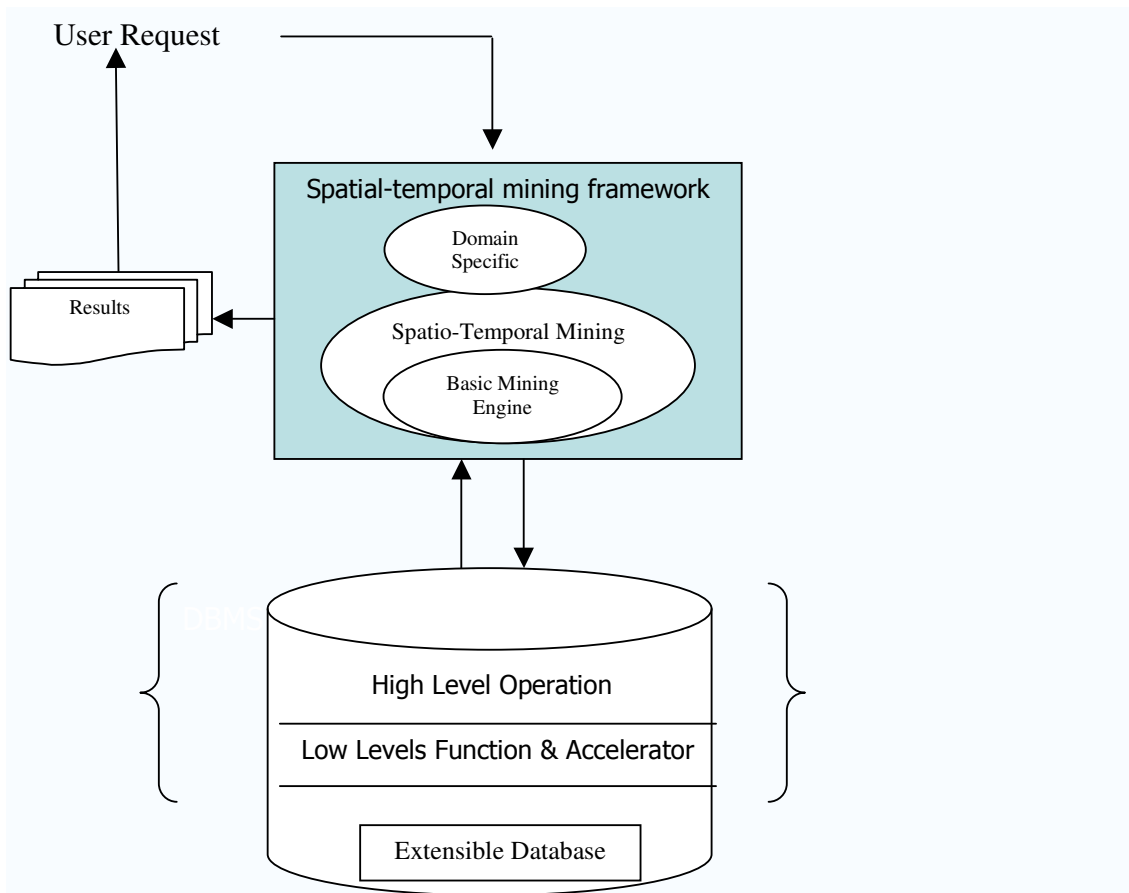 User Request
Spatial-temporal mining framework
Domain
Specific
Results
Spatio-Temporal Mining
Basic Mining
Engine
DBMS
High Level Operation
Low Levels Function & Accelerator
Extensible Database